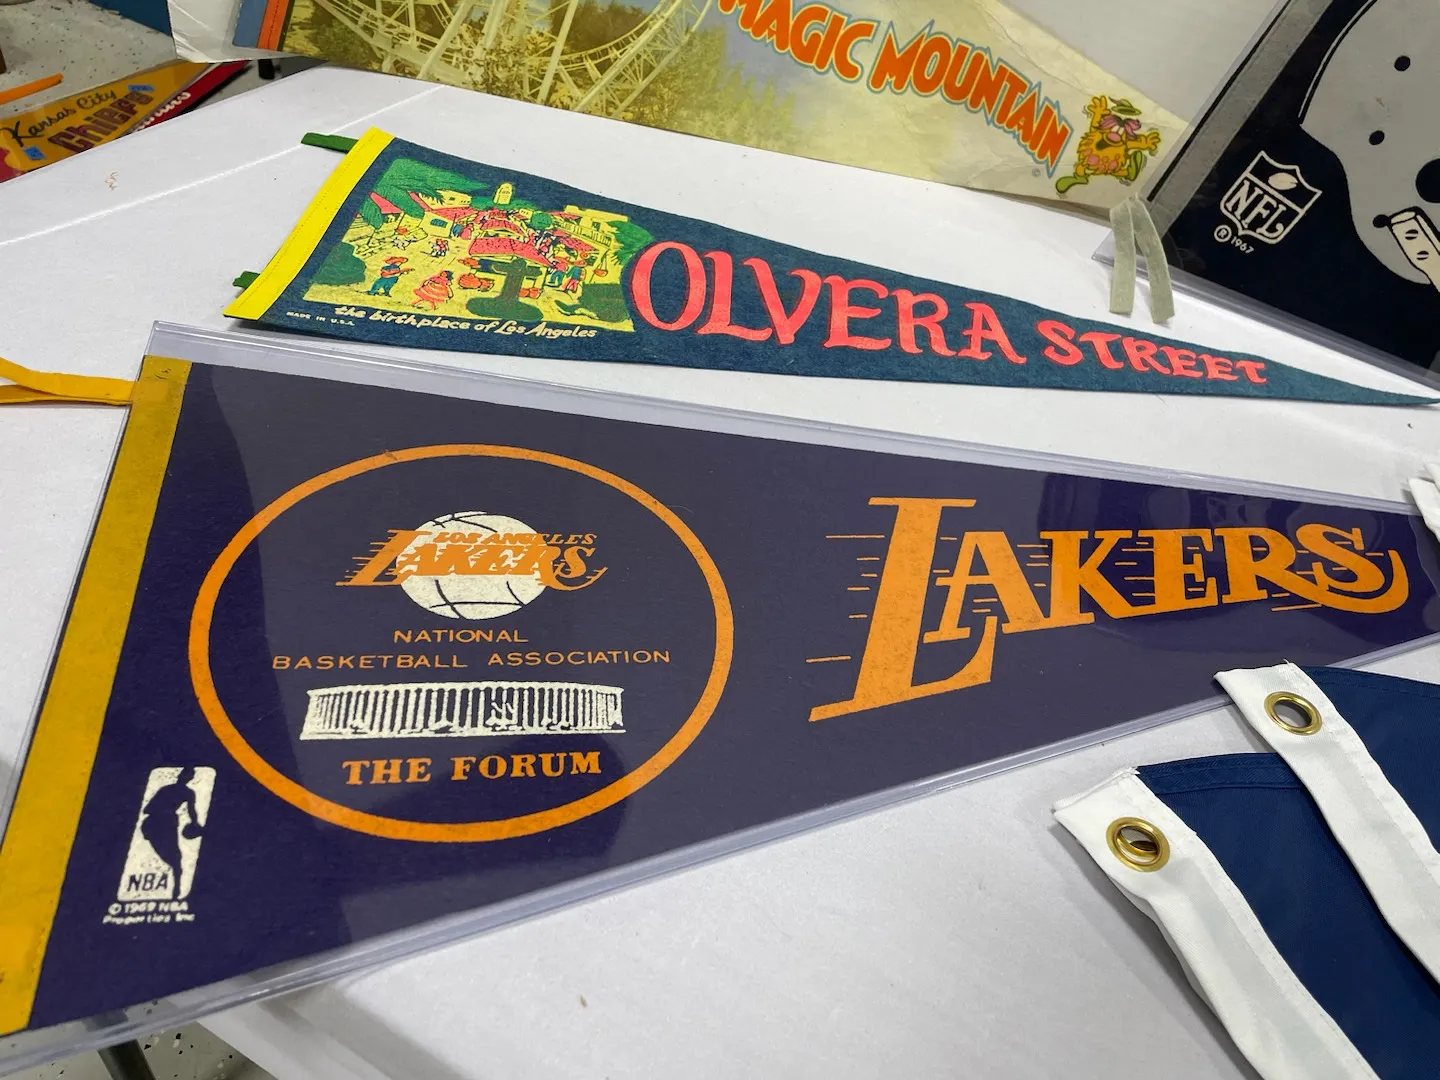 MAGIC MOUNTAIN
Kansas City
Chiefs
NFL
® 1967
OLVERA STREET
the birthplace of Los Angeles
MADE IN U.S.A.
LOS ANGELES
LAKERS
NATIONAL
BASKETBALL ASSOCIATION
THE FORUM
LAKERS
NBA
© 1969 NBA
Properties Inc